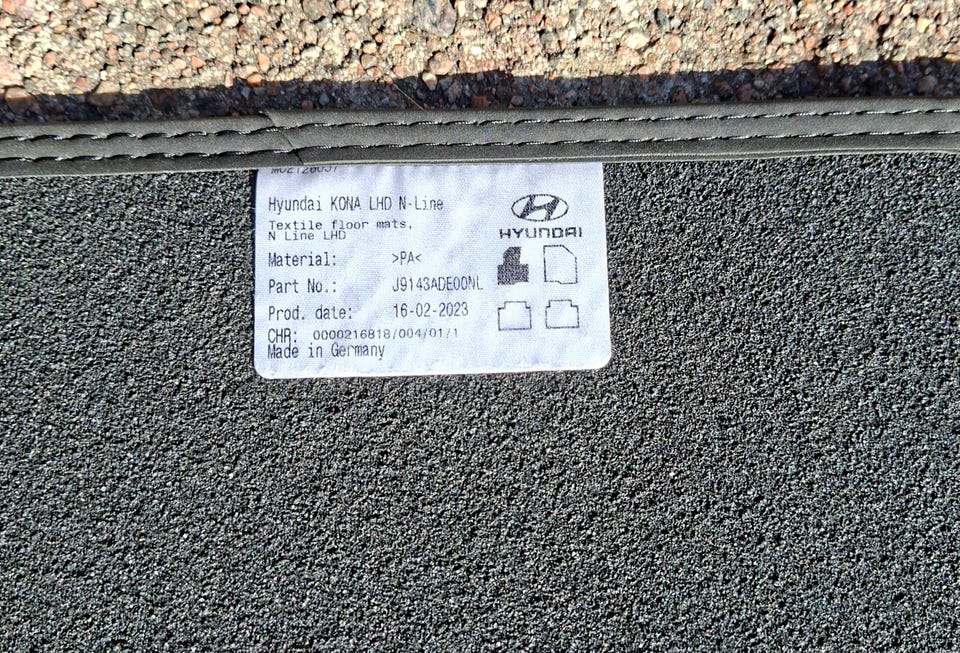 Hyundai KONA LHD N-Line
HYUNDAI
Textile floor mats,
N Line LHD
Material: >PA<
Part No.: J9143ADE00NL
Prod. date: 16-02-2023
CHR: 0000216818/004/01/1
Made in Germany